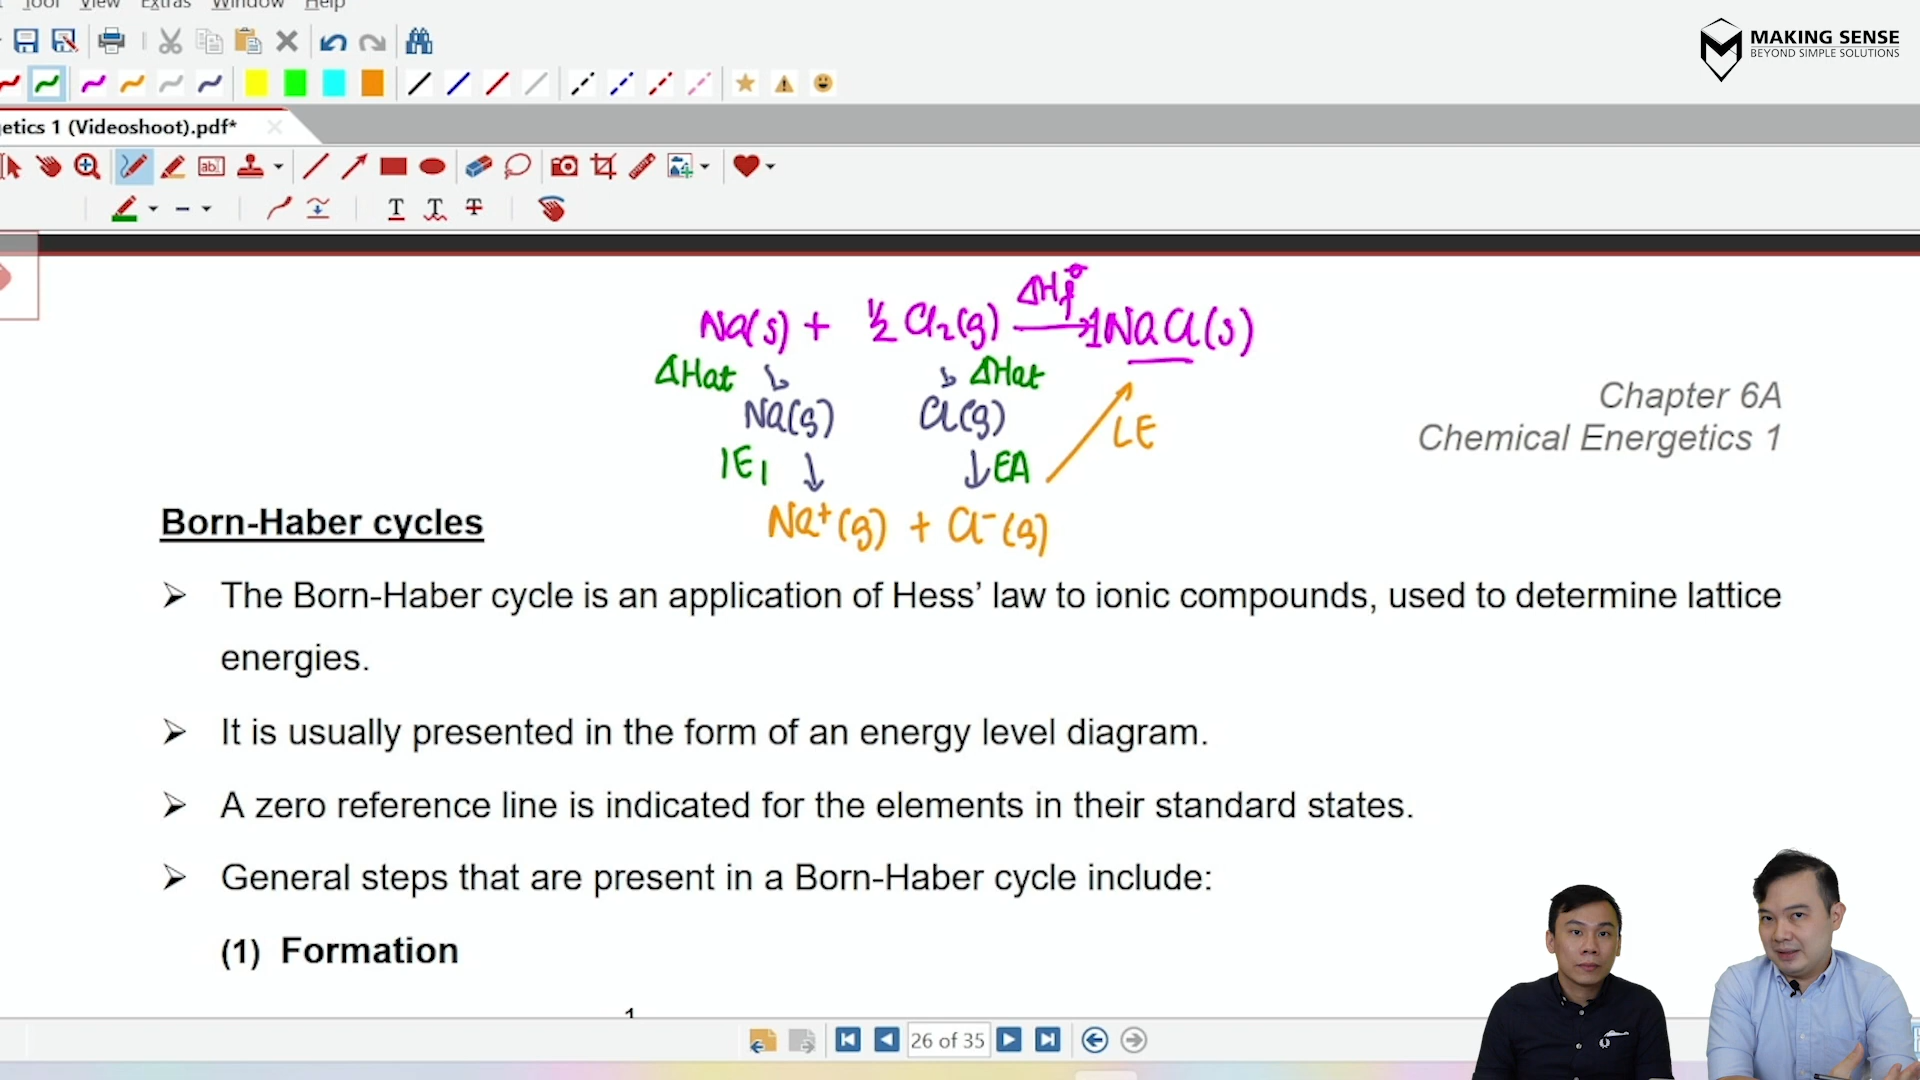 Tool View Extras Window Help
MAKING SENSE
BEYOND SIMPLE SOLUTIONS
etics 1 (Videoshoot).pdf*
Na(s) + ½ Cl₂(g) → 1NaCl(s)
ΔHf°
ΔHat
ΔHat
Na(g) Cl(g)
LE
IE₁ EA
Na⁺(g) + Cl⁻(g)
Chapter 6A
Chemical Energetics 1
Born-Haber cycles
➢ The Born-Haber cycle is an application of Hess’ law to ionic compounds, used to determine lattice
energies.
➢ It is usually presented in the form of an energy level diagram.
➢ A zero reference line is indicated for the elements in their standard states.
➢ General steps that are present in a Born-Haber cycle include:
(1) Formation
1
26 of 35